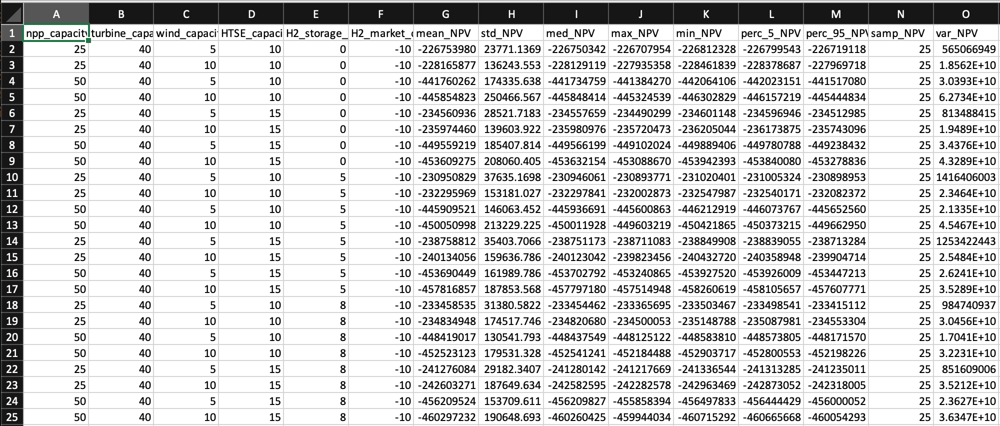 A B C D E F G H I J K L M N O
1 npp_capacity turbine_capa wind_capaci HTSE_capaci H2_storage_ H2_market_c mean_NPV std_NPV med_NPV max_NPV min_NPV perc_5_NPV perc_95_NPV samp_NPV var_NPV
2 25 40 5 10 0 -10 -226753980 23771.1369 -226750342 -226707954 -226812328 -226799543 -226719118 25 565066949
3 25 40 10 10 0 -10 -228165877 136243.553 -228129119 -227935358 -228461839 -228378687 -227969718 25 1.8562E+10
4 50 40 5 10 0 -10 -441760262 174335.638 -441734759 -441384270 -442064106 -442023151 -441517080 25 3.0393E+10
5 50 40 10 10 0 -10 -445854823 250466.567 -445848414 -445324539 -446302829 -446157219 -445444834 25 6.2734E+10
6 25 40 5 15 0 -10 -234560936 28521.7183 -234557659 -234490299 -234601148 -234596946 -234512985 25 813488415
7 25 40 10 15 0 -10 -235974460 139603.922 -235980976 -235720473 -236205044 -236173875 -235743096 25 1.9489E+10
8 50 40 5 15 0 -10 -449559219 185407.814 -449566199 -449102024 -449889406 -449780788 -449238432 25 3.4376E+10
9 50 40 10 15 0 -10 -453609275 208060.405 -453632154 -453088670 -453942393 -453840080 -453278836 25 4.3289E+10
10 25 40 5 10 5 -10 -230950829 37635.1698 -230946061 -230893771 -231020401 -231005324 -230898953 25 1416406003
11 25 40 10 10 5 -10 -232295969 153181.027 -232297841 -232002873 -232547987 -232540171 -232082372 25 2.3464E+10
12 50 40 5 10 5 -10 -445909521 146063.452 -445936691 -445600863 -446212919 -446073767 -445652560 25 2.1335E+10
13 50 40 10 10 5 -10 -450050998 213229.225 -450011928 -449603219 -450421865 -450373215 -449662950 25 4.5467E+10
14 25 40 5 15 5 -10 -238758812 35403.7066 -238751173 -238711083 -238849908 -238839055 -238713284 25 1253422443
15 25 40 10 15 5 -10 -240134056 159636.786 -240123042 -239823456 -240432720 -240358948 -239904714 25 2.5484E+10
16 50 40 5 15 5 -10 -453690449 161989.786 -453702792 -453240865 -453927520 -453926009 -453447213 25 2.6241E+10
17 50 40 10 15 5 -10 -457816857 187853.568 -457797180 -457514948 -458260619 -458105657 -457607771 25 3.5289E+10
18 25 40 5 10 8 -10 -233458535 31380.5822 -233454462 -233365695 -233503467 -233498541 -233415112 25 984740937
19 25 40 10 10 8 -10 -234834948 174517.746 -234820680 -234500053 -235148788 -235087981 -234553304 25 3.0456E+10
20 50 40 5 10 8 -10 -448419017 130541.793 -448437549 -448125122 -448583810 -448573805 -448171570 25 1.7041E+10
21 50 40 10 10 8 -10 -452523123 179531.328 -452541241 -452184488 -452903717 -452800553 -452198226 25 3.2231E+10
22 25 40 5 15 8 -10 -241276084 29182.3407 -241280142 -241217669 -241336544 -241313285 -241235011 25 851609006
23 25 40 10 15 8 -10 -242603271 187649.634 -242582595 -242282578 -242963469 -242873052 -242318005 25 3.5212E+10
24 50 40 5 15 8 -10 -456209524 153709.611 -456209827 -455858394 -456497833 -456444429 -456000052 25 2.3627E+10
25 50 40 10 15 8 -10 -460297232 190648.693 -460260425 -459944034 -460715292 -460665668 -460054293 25 3.6347E+10